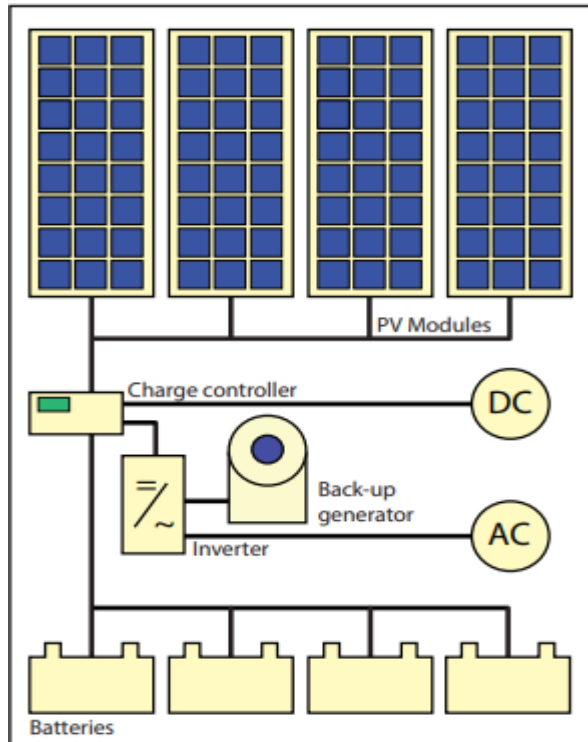 PV Modules
Charge controller
DC
Back-up
generator
=
~
Inverter
AC
Batteries